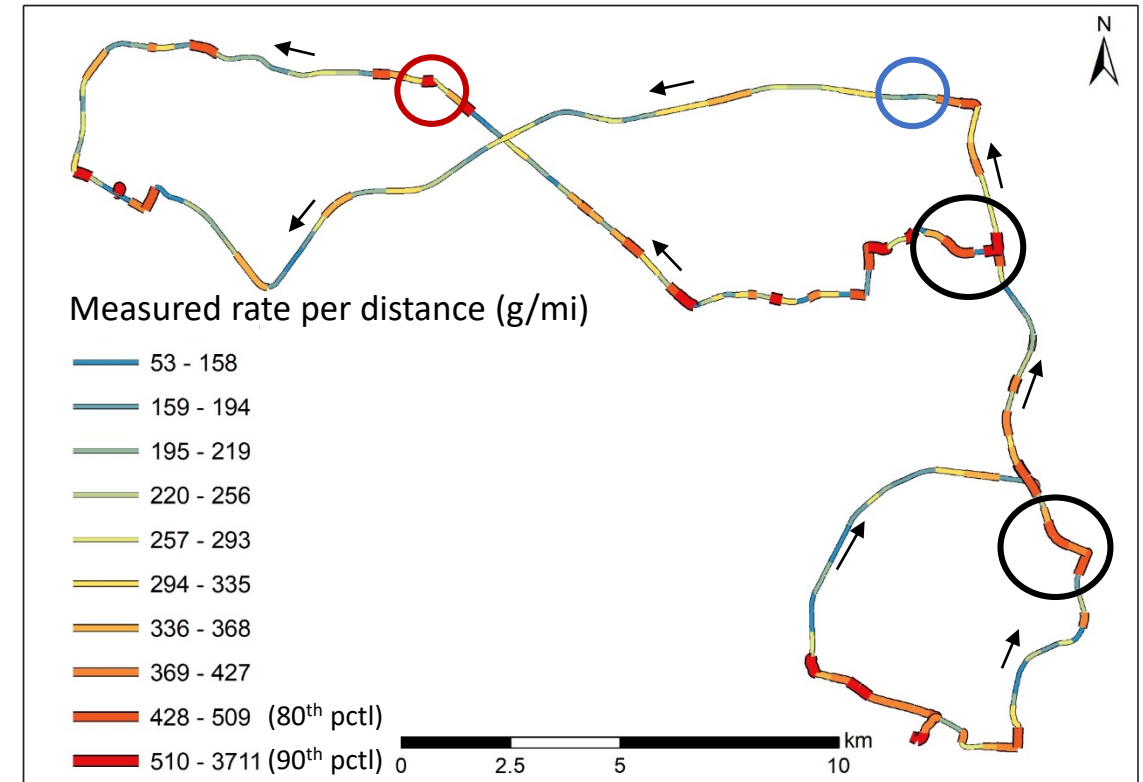 N
Measured rate per distance (g/mi)
53 - 158
159 - 194
195 - 219
220 - 256
257 - 293
294 - 335
336 - 368
369 - 427
428 - 509 (80th pctl)
510 - 3711 (90th pctl)
km
0 2.5 5 10